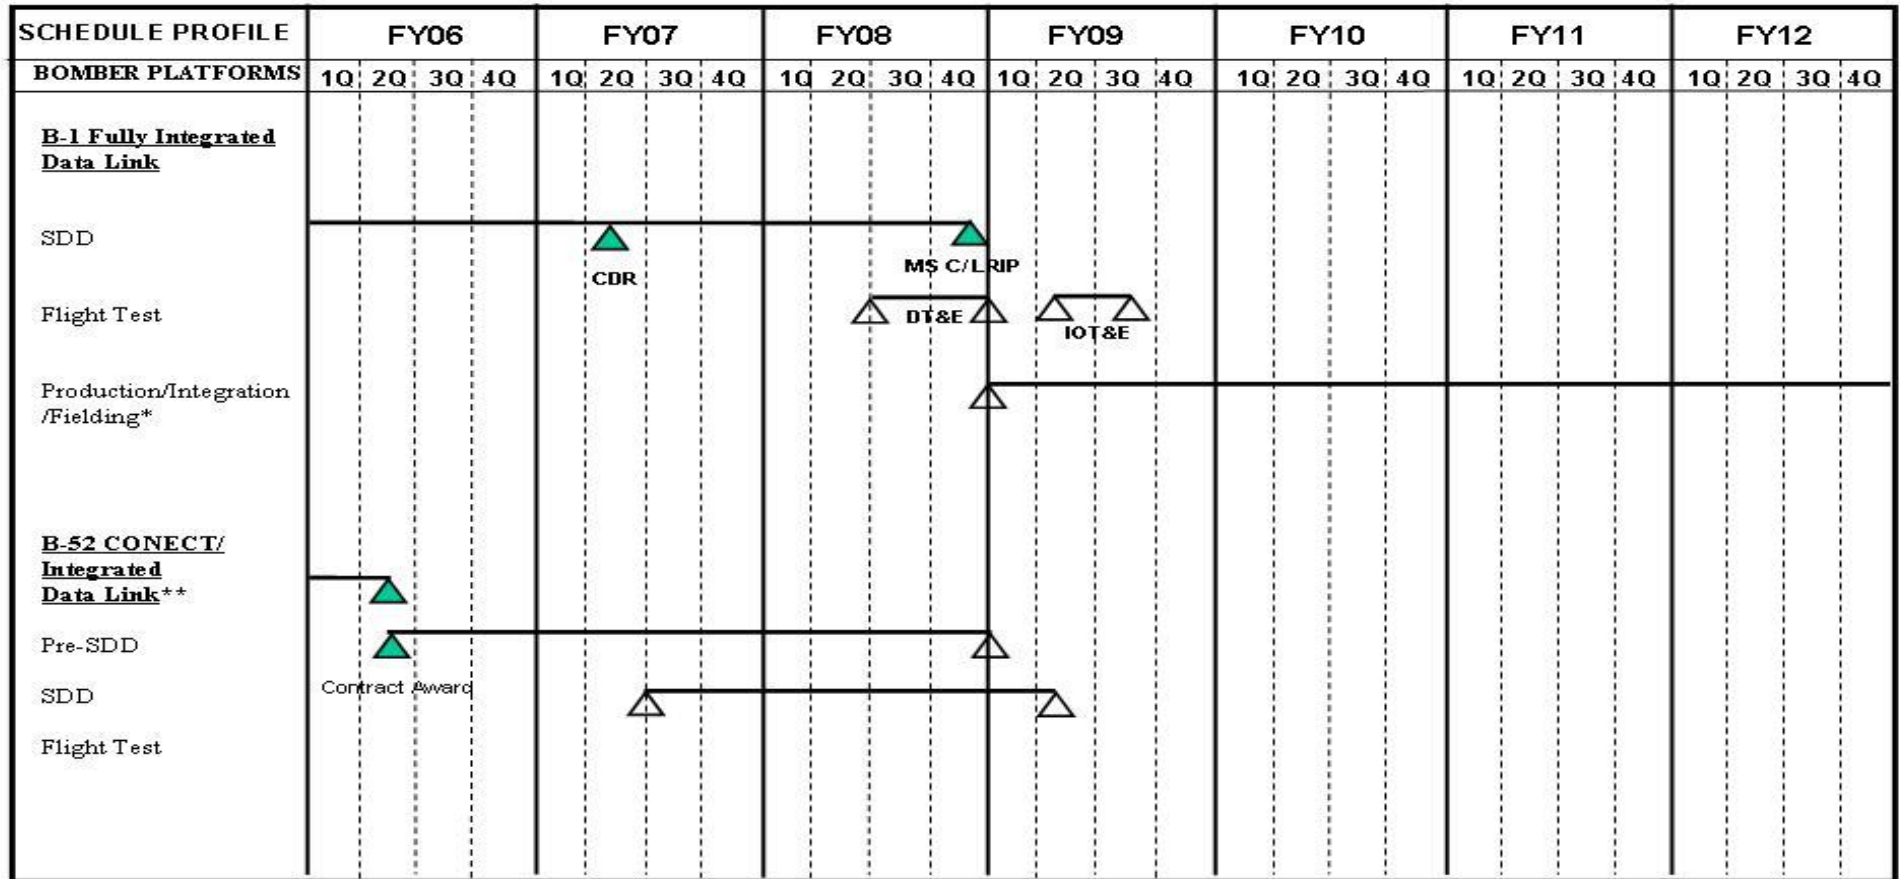 SCHEDULE PROFILE FY06 FY07 FY08 FY09 FY10 FY11 FY12
BOMBER PLATFORMS 1Q 2Q 3Q 4Q 1Q 2Q 3Q 4Q 1Q 2Q 3Q 4Q 1Q 2Q 3Q 4Q 1Q 2Q 3Q 4Q 1Q 2Q 3Q 4Q 1Q 2Q 3Q 4Q
B-1 Fully Integrated
Data Link
SDD
CDR
MS C/LRIP
Flight Test
DT&E
IOT&E
Production/Integration
/Fielding*
B-52 CONECT/
Integrated
Data Link**
Pre-SDD
Contract Award
SDD
Flight Test